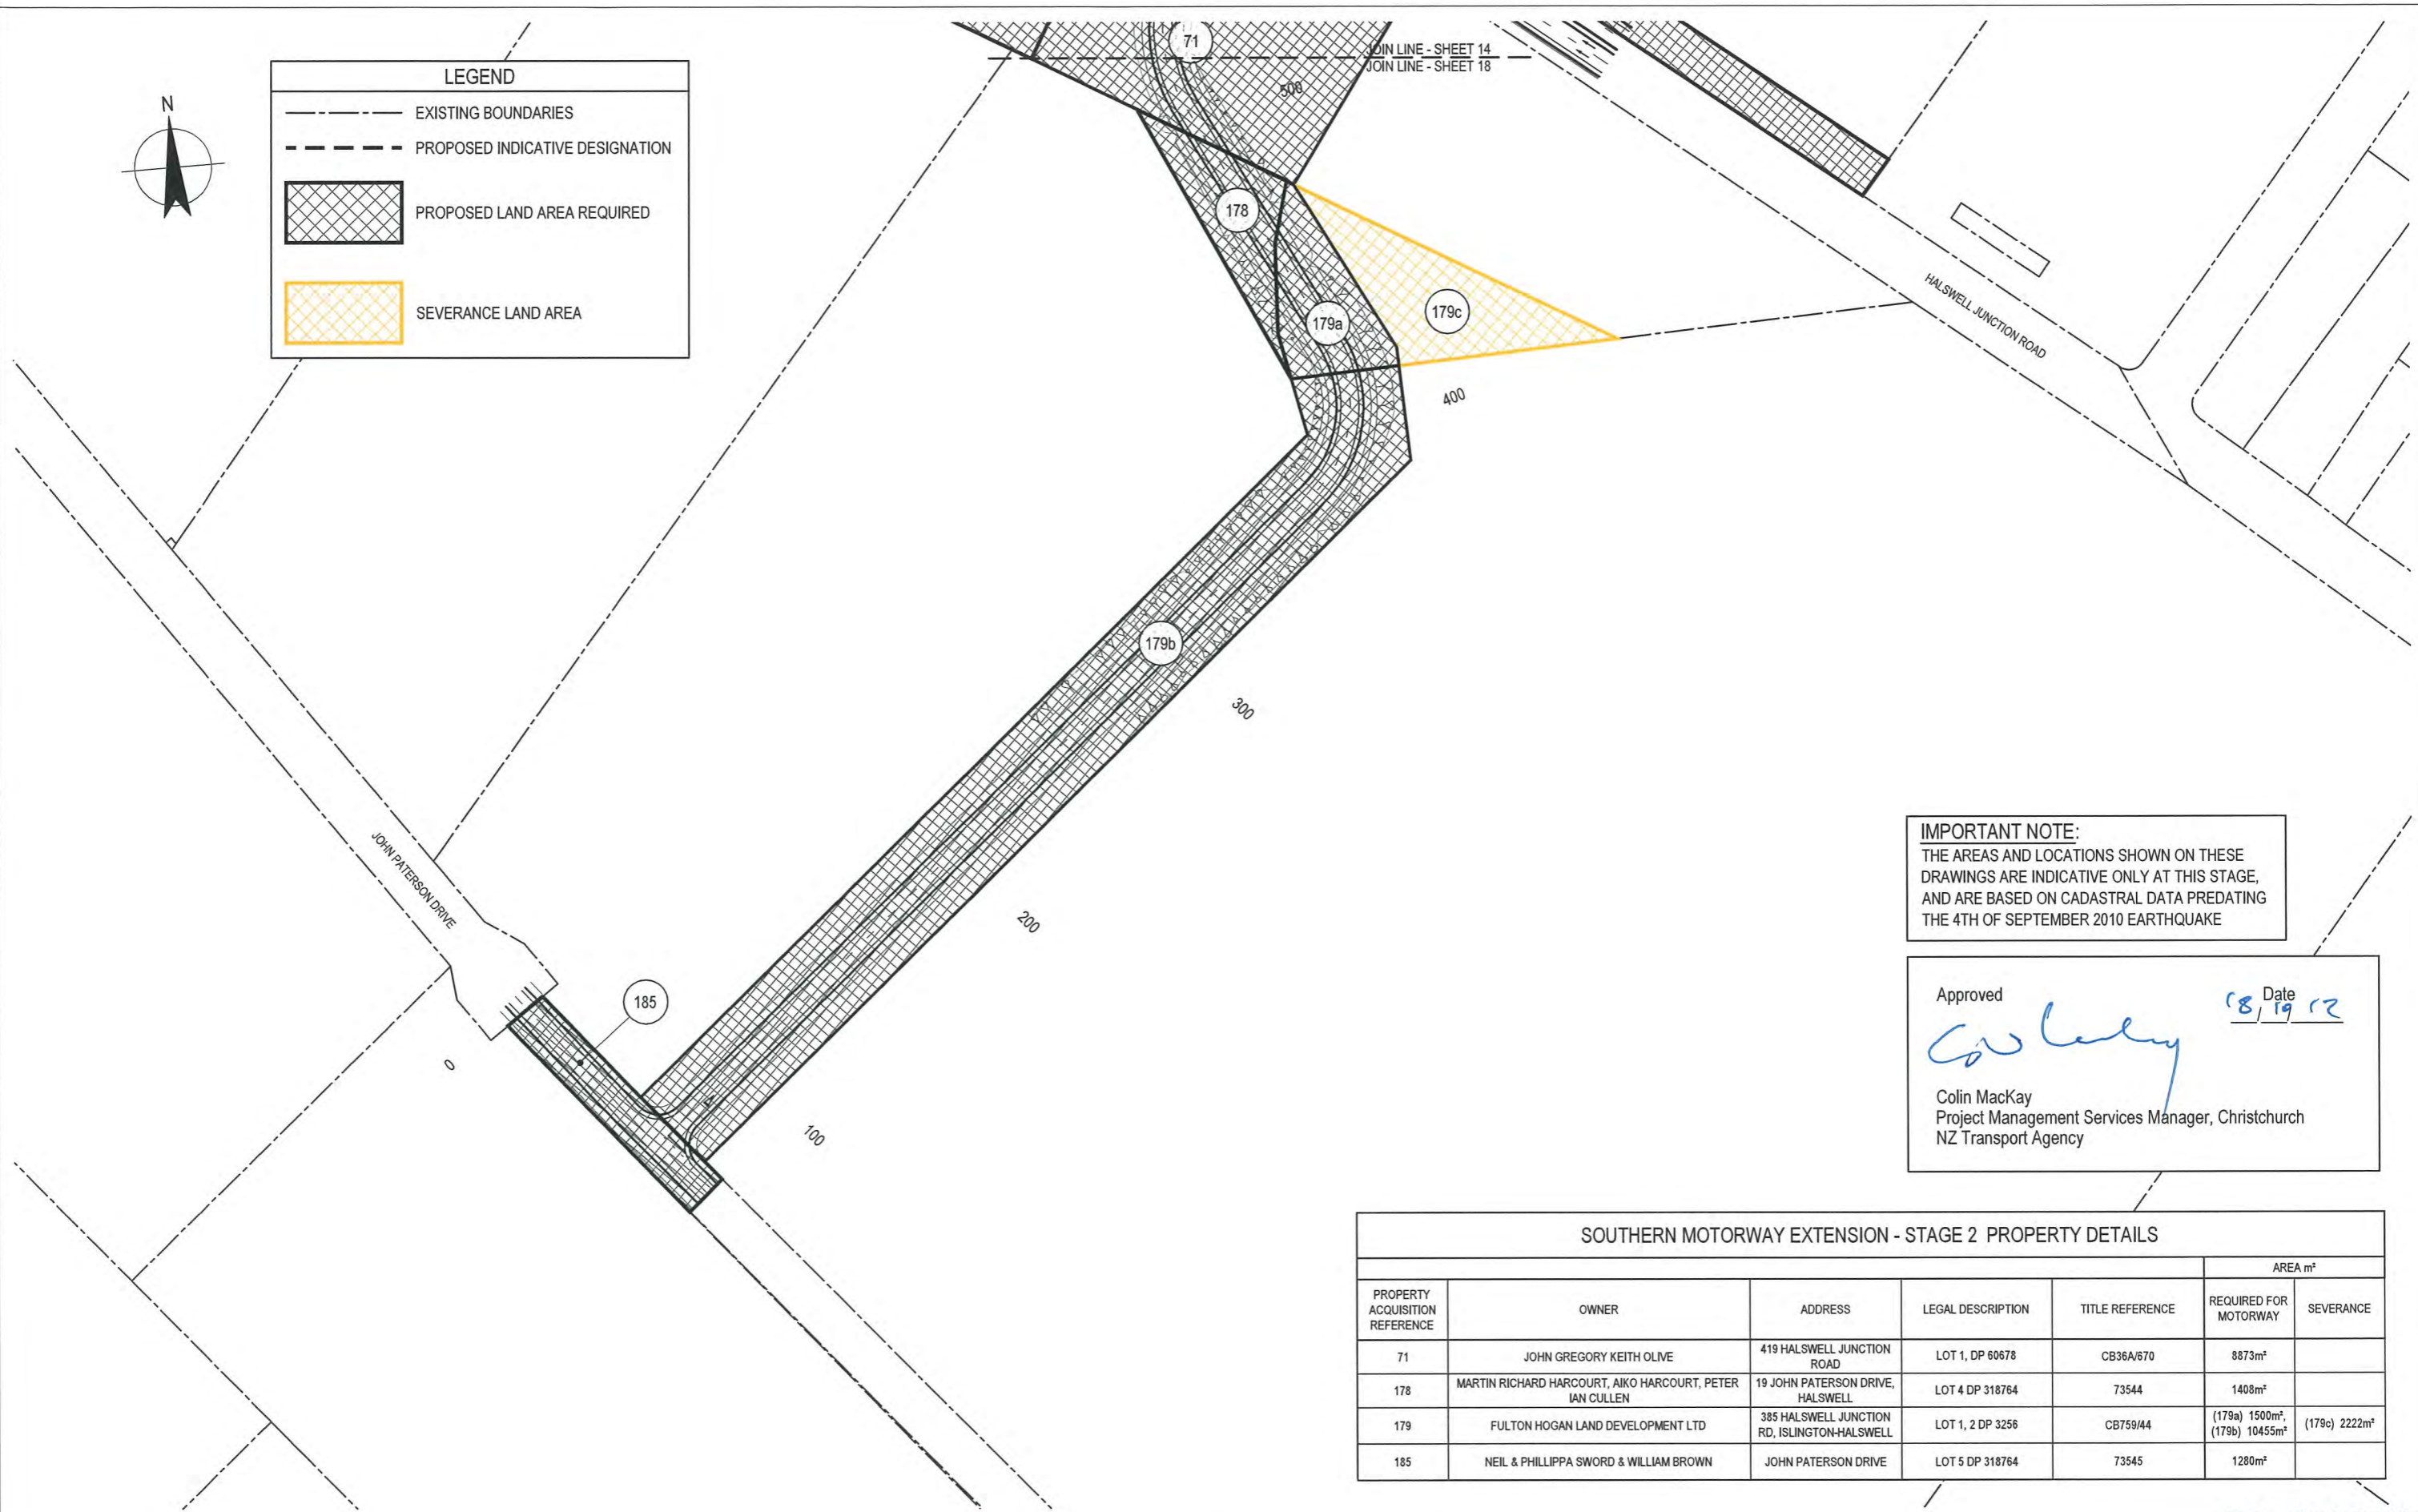 71
JOIN LINE - SHEET 14
JOIN LINE - SHEET 18
500
LEGEND
EXISTING BOUNDARIES
PROPOSED INDICATIVE DESIGNATION
PROPOSED LAND AREA REQUIRED
SEVERANCE LAND AREA
N
178
179a
179c
400
HALSWELL JUNCTION ROAD
179b
300
200
JOHN PATERSON DRIVE
185
0
100
IMPORTANT NOTE:
THE AREAS AND LOCATIONS SHOWN ON THESE
DRAWINGS ARE INDICATIVE ONLY AT THIS STAGE,
AND ARE BASED ON CADASTRAL DATA PREDATING
THE 4TH OF SEPTEMBER 2010 EARTHQUAKE
Approved
Date
Colin MacKay
Project Management Services Manager, Christchurch
NZ Transport Agency
SOUTHERN MOTORWAY EXTENSION - STAGE 2 PROPERTY DETAILS
AREA m²
PROPERTY ACQUISITION REFERENCE OWNER ADDRESS LEGAL DESCRIPTION TITLE REFERENCE REQUIRED FOR MOTORWAY SEVERANCE
71 JOHN GREGORY KEITH OLIVE 419 HALSWELL JUNCTION ROAD LOT 1, DP 60678 CB36A/670 8873m²
178 MARTIN RICHARD HARCOURT, AIKO HARCOURT, PETER IAN CULLEN 19 JOHN PATERSON DRIVE, HALSWELL LOT 4 DP 318764 73544 1408m²
179 FULTON HOGAN LAND DEVELOPMENT LTD 385 HALSWELL JUNCTION RD, ISLINGTON-HALSWELL LOT 1, 2 DP 3256 CB759/44 (179a) 1500m², (179b) 10455m² (179c) 2222m²
185 NEIL & PHILLIPPA SWORD & WILLIAM BROWN JOHN PATERSON DRIVE LOT 5 DP 318764 73545 1280m²